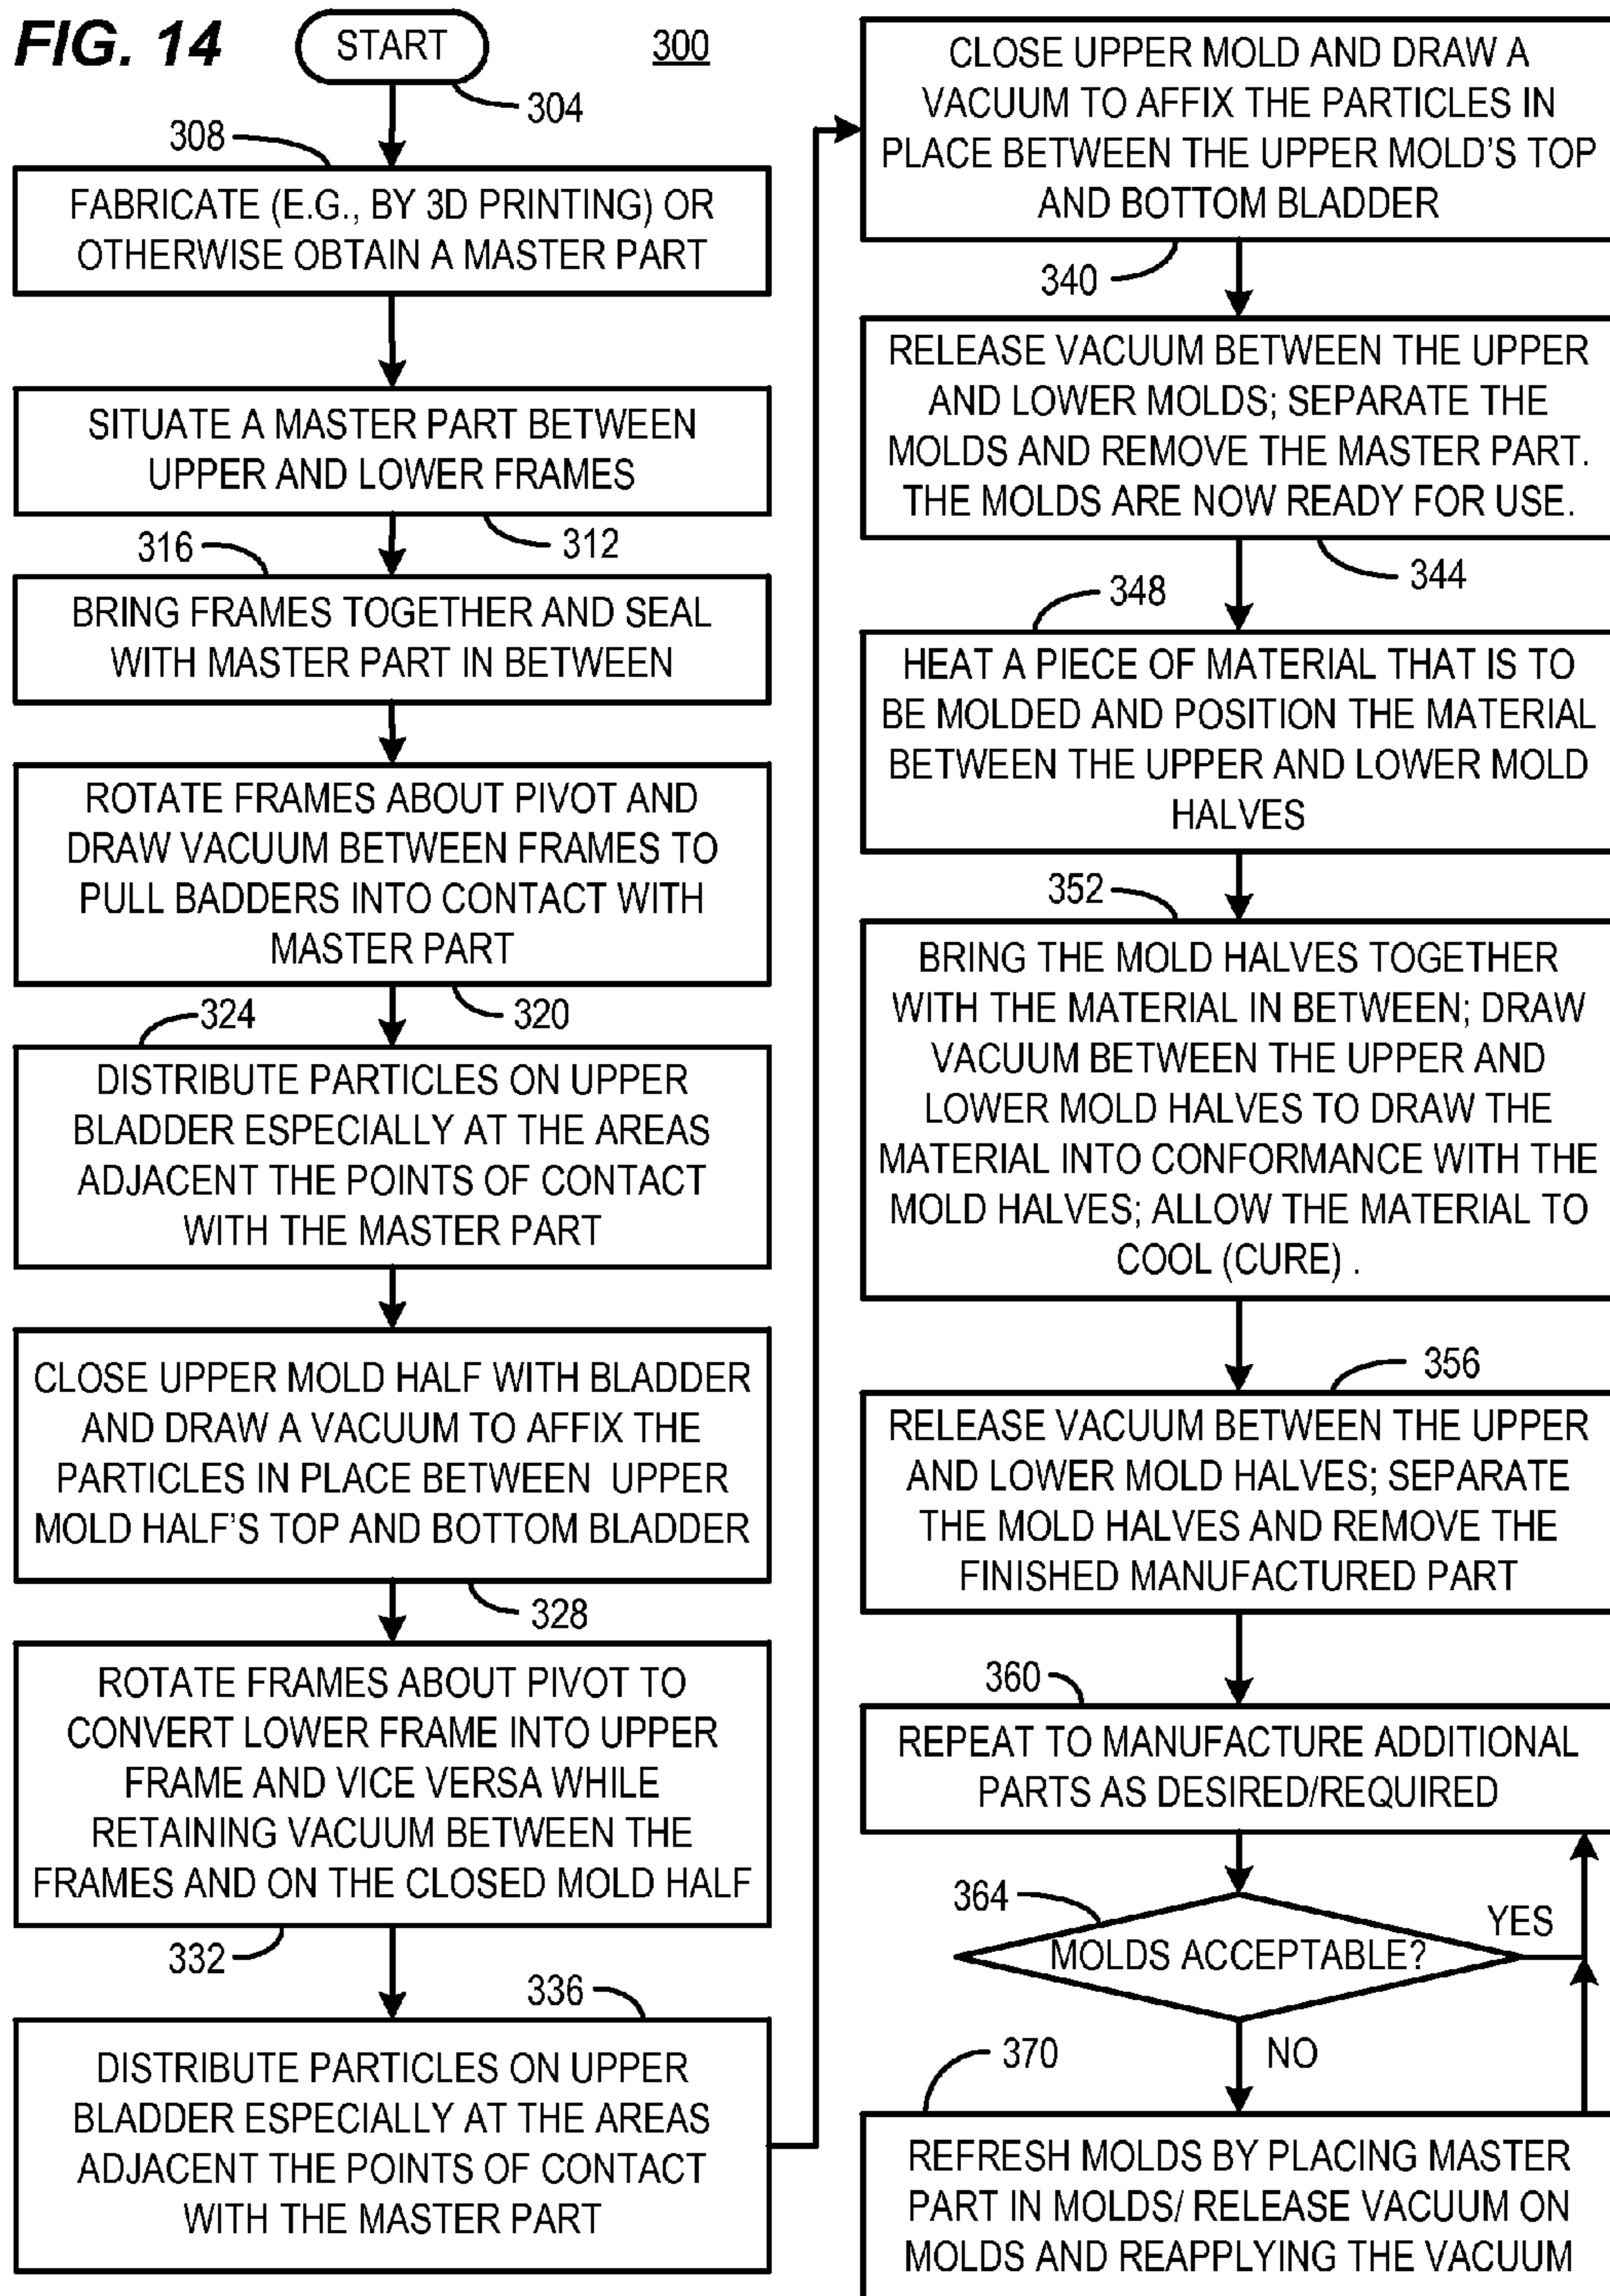 FIG. 14
START
300
304
308
FABRICATE (E.G., BY 3D PRINTING) OR
OTHERWISE OBTAIN A MASTER PART
SITUATE A MASTER PART BETWEEN
UPPER AND LOWER FRAMES
312
316
BRING FRAMES TOGETHER AND SEAL
WITH MASTER PART IN BETWEEN
ROTATE FRAMES ABOUT PIVOT AND
DRAW VACUUM BETWEEN FRAMES TO
PULL BADDERS INTO CONTACT WITH
MASTER PART
320
324
DISTRIBUTE PARTICLES ON UPPER
BLADDER ESPECIALLY AT THE AREAS
ADJACENT THE POINTS OF CONTACT
WITH THE MASTER PART
CLOSE UPPER MOLD HALF WITH BLADDER
AND DRAW A VACUUM TO AFFIX THE
PARTICLES IN PLACE BETWEEN UPPER
MOLD HALF'S TOP AND BOTTOM BLADDER
328
ROTATE FRAMES ABOUT PIVOT TO
CONVERT LOWER FRAME INTO UPPER
FRAME AND VICE VERSA WHILE
RETAINING VACUUM BETWEEN THE
FRAMES AND ON THE CLOSED MOLD HALF
332
336
DISTRIBUTE PARTICLES ON UPPER
BLADDER ESPECIALLY AT THE AREAS
ADJACENT THE POINTS OF CONTACT
WITH THE MASTER PART
CLOSE UPPER MOLD AND DRAW A
VACUUM TO AFFIX THE PARTICLES IN
PLACE BETWEEN THE UPPER MOLD'S TOP
AND BOTTOM BLADDER
340
RELEASE VACUUM BETWEEN THE UPPER
AND LOWER MOLDS; SEPARATE THE
MOLDS AND REMOVE THE MASTER PART.
THE MOLDS ARE NOW READY FOR USE.
344
348
HEAT A PIECE OF MATERIAL THAT IS TO
BE MOLDED AND POSITION THE MATERIAL
BETWEEN THE UPPER AND LOWER MOLD
HALVES
352
BRING THE MOLD HALVES TOGETHER
WITH THE MATERIAL IN BETWEEN; DRAW
VACUUM BETWEEN THE UPPER AND
LOWER MOLD HALVES TO DRAW THE
MATERIAL INTO CONFORMANCE WITH THE
MOLD HALVES; ALLOW THE MATERIAL TO
COOL (CURE) .
356
RELEASE VACUUM BETWEEN THE UPPER
AND LOWER MOLD HALVES; SEPARATE
THE MOLD HALVES AND REMOVE THE
FINISHED MANUFACTURED PART
360
REPEAT TO MANUFACTURE ADDITIONAL
PARTS AS DESIRED/REQUIRED
364
MOLDS ACCEPTABLE?
YES
NO
370
REFRESH MOLDS BY PLACING MASTER
PART IN MOLDS/ RELEASE VACUUM ON
MOLDS AND REAPPLYING THE VACUUM